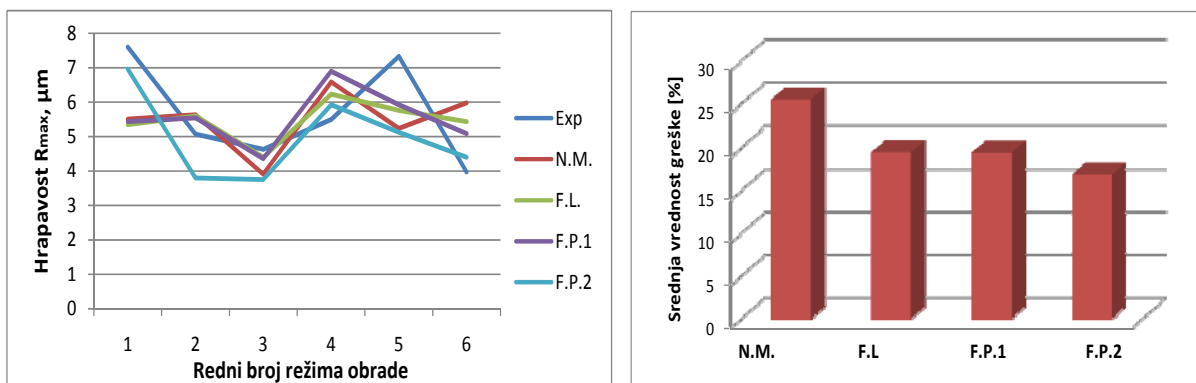 8
7
6
5
4
3
2
1
0
Hrapavost Rmax, μm
1 2 3 4 5 6
Redni broj režima obrade
Exp
N.M.
F.L.
F.P.1
F.P.2
30
25
20
15
10
5
0
Srednja vrednost greške [%]
N.M. F.L F.P.1 F.P.2